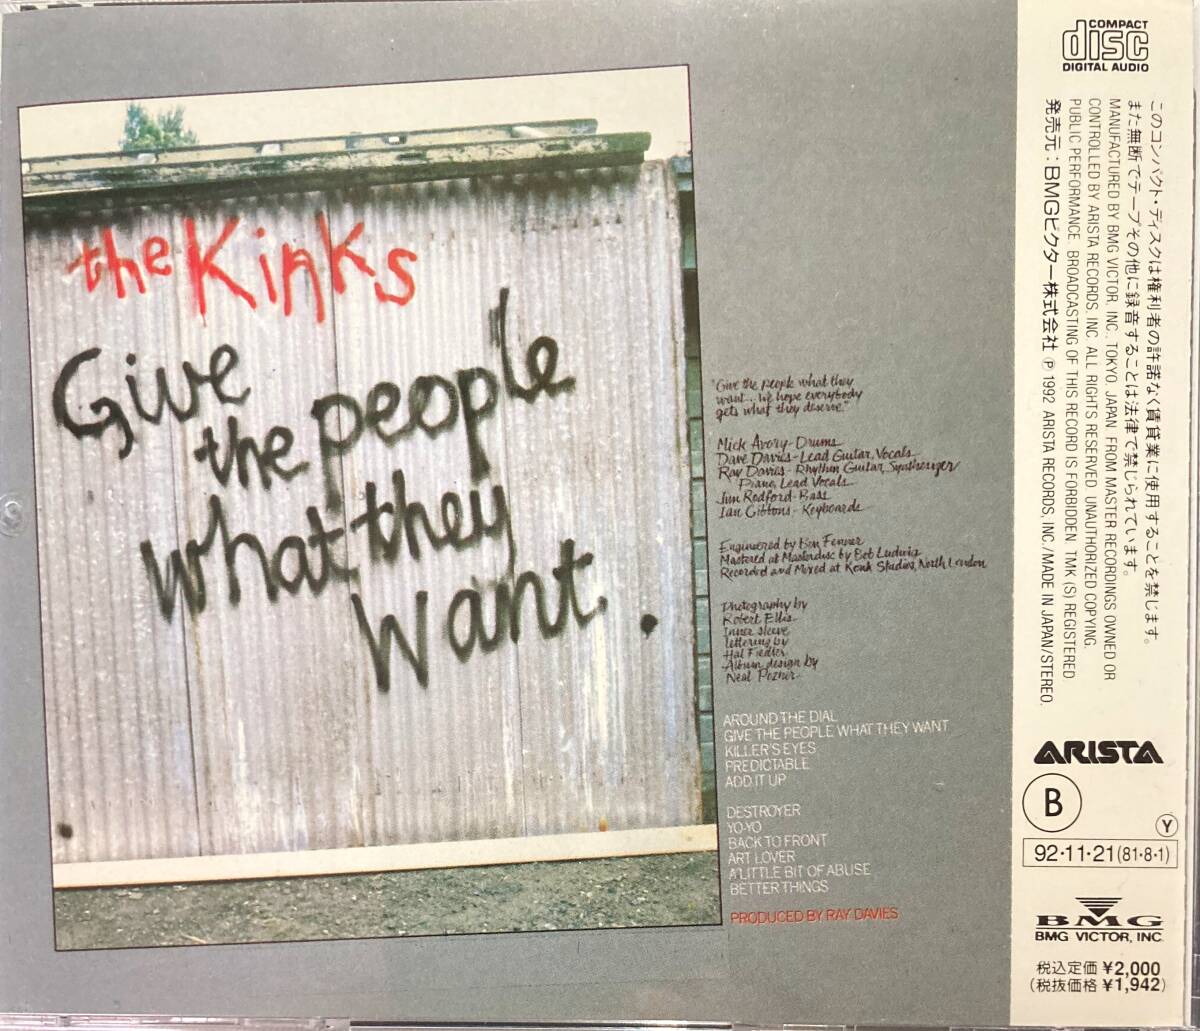 the Kinks
Give
the people
what they
want.
"Give the people what they
want... we hope everybody
gets what they deserve."
Mick Avory-Drums
Dave Davies-Lead Guitar, Vocals
Ray Davies-Rhythm Guitar, Synthesizer
Piano, Lead Vocals
Jim Rodford-Bass
Ian Gibbons-Keyboards
Engineered by Ben Fenner
Mastered at Masterdisc by Bob Ludwig
Recorded and Mixed at Konk Studios, North London
Photography by
Robert Ellis
Inner sleeve
lettering by
Hal Fiedler
Album design by
Neal Pozner
AROUND THE DIAL
GIVE THE PEOPLE WHAT THEY WANT
KILLER'S EYES
PREDICTABLE
ADD IT UP
DESTROYER
YO-YO
BACK TO FRONT
ART LOVER
A LITTLE BIT OF ABUSE
BETTER THINGS
PRODUCED BY RAY DAVIES
COMPACT
disc
DIGITAL AUDIO
このコンパクト・ディスクは権利者の許諾なく賃貸業に使用することを禁じます。
また無断でテープその他に録音することは法律で禁じられています。
MANUFACTURED BY BMG VICTOR, INC., TOKYO, JAPAN FROM MASTER RECORDINGS OWNED OR
CONTROLLED BY ARISTA RECORDS, INC. ALL RIGHTS RESERVED. UNAUTHORIZED COPYING,
PUBLIC PERFORMANCE, BROADCASTING OF THIS RECORD IS FORBIDDEN. TMK (S) REGISTERED
発売元：BMGビクター株式会社 Ⓟ 1992 ARISTA RECORDS, INC./MADE IN JAPAN/STEREO.
ARISTA
B
Y
92・11・21(81・8・1)
BMG
BMG VICTOR, INC.
税込定価 ¥2,000
(税抜価格 ¥1,942)